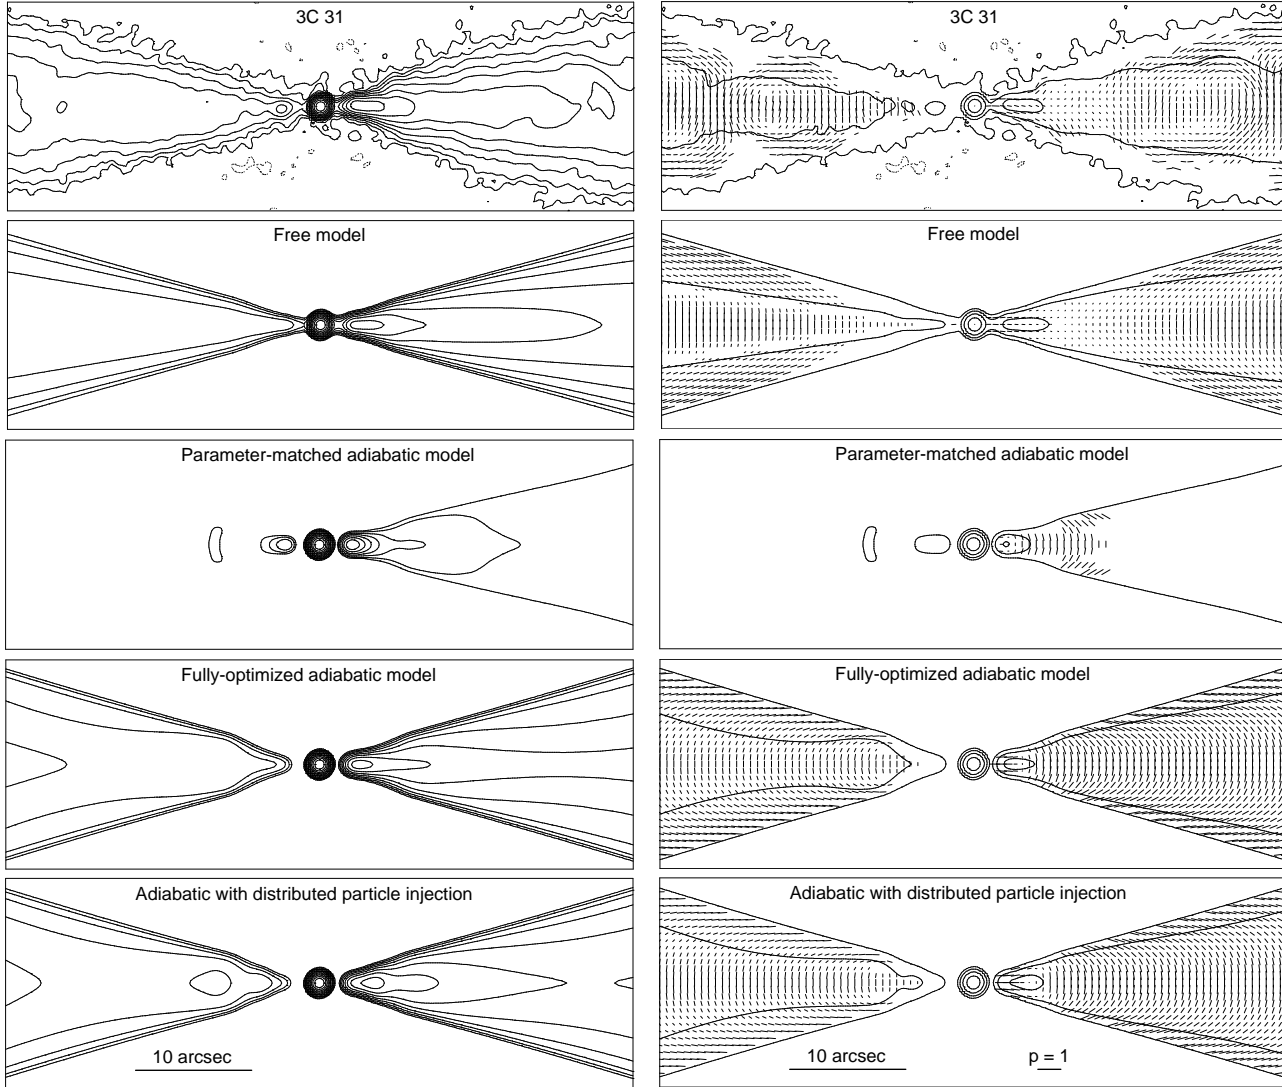 3C 31
3C 31
Free model
Free model
Parameter-matched adiabatic model
Parameter-matched adiabatic model
Fully-optimized adiabatic model
Fully-optimized adiabatic model
Adiabatic with distributed particle injection
Adiabatic with distributed particle injection
10 arcsec
10 arcsec
p = 1